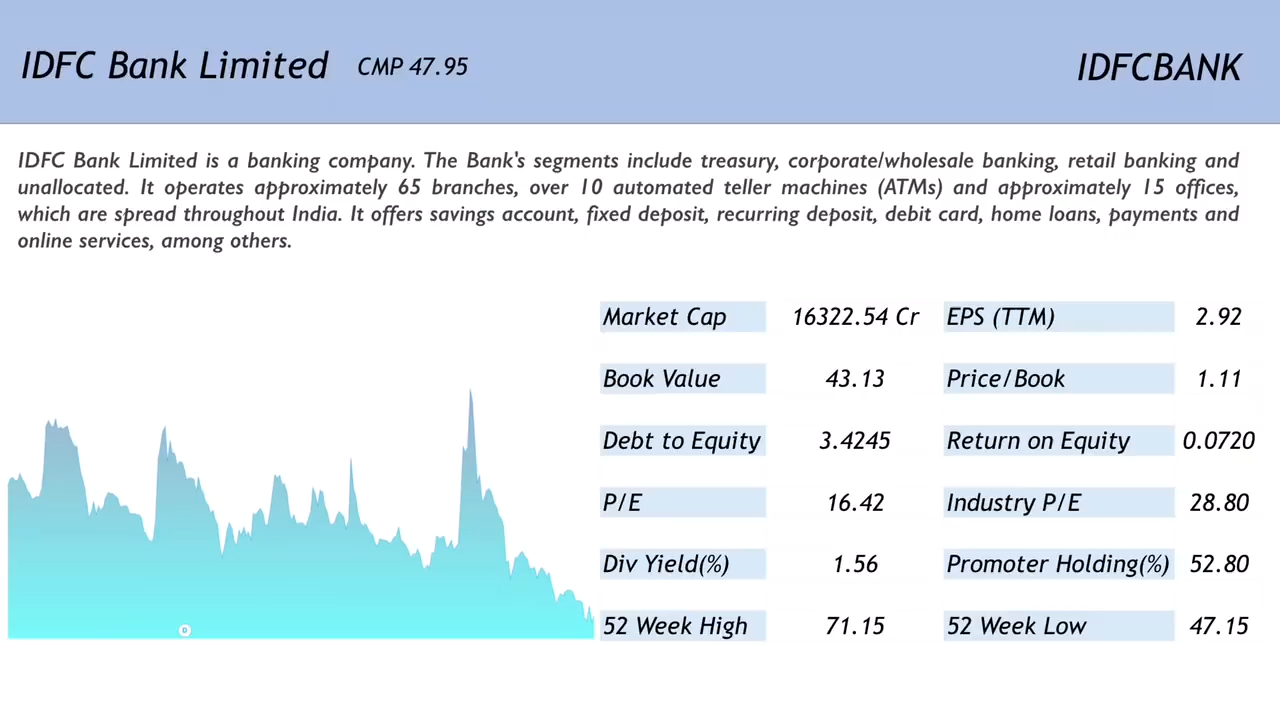 IDFC Bank Limited CMP 47.95 IDFCBANK
IDFC Bank Limited is a banking company. The Bank's segments include treasury, corporate/wholesale banking, retail banking and
unallocated. It operates approximately 65 branches, over 10 automated teller machines (ATMs) and approximately 15 offices,
which are spread throughout India. It offers savings account, fixed deposit, recurring deposit, debit card, home loans, payments and
online services, among others.
Market Cap 16322.54 Cr EPS (TTM) 2.92
Book Value 43.13 Price/Book 1.11
Debt to Equity 3.4245 Return on Equity 0.0720
P/E 16.42 Industry P/E 28.80
Div Yield(%) 1.56 Promoter Holding(%) 52.80
52 Week High 71.15 52 Week Low 47.15
D